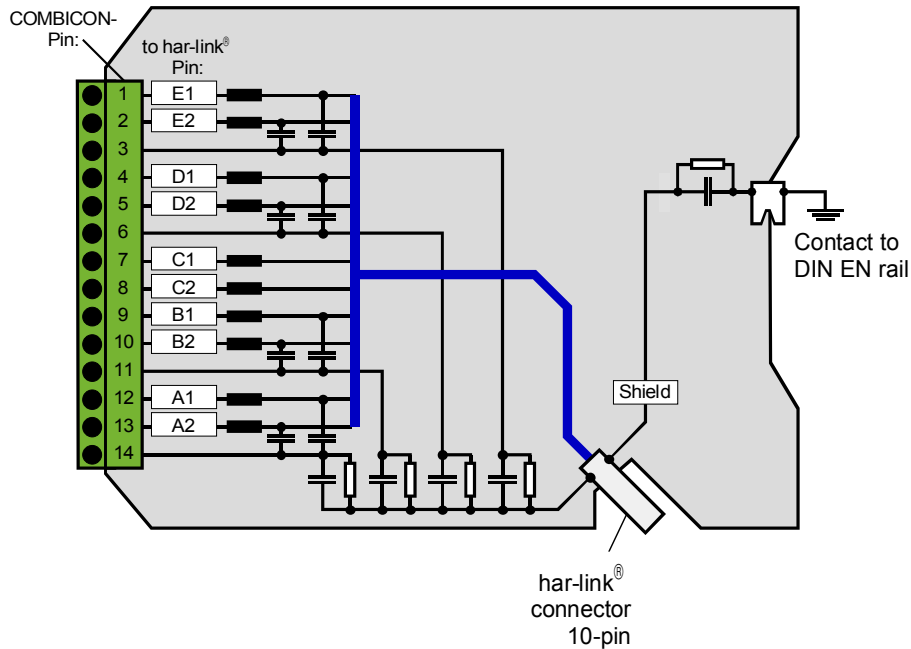 COMBICON-
Pin:
to har-link®
Pin:
1 E1
2 E2
3
4 D1
5 D2
6
7 C1
8 C2
9 B1
10 B2
11
12 A1
13 A2
14
Contact to
DIN EN rail
Shield
har-link®
connector
10-pin